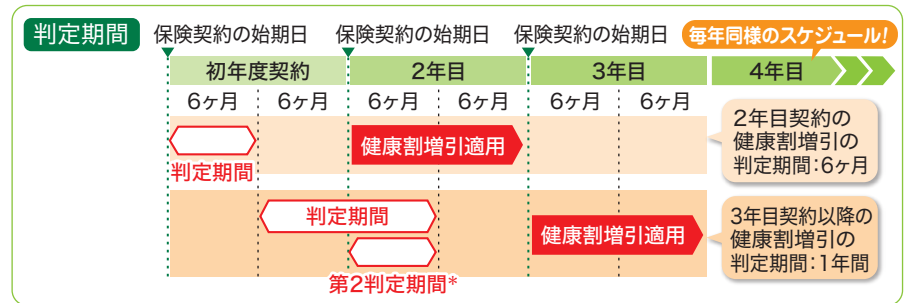 判定期間
保険契約の始期日 保険契約の始期日 保険契約の始期日
毎年同様のスケジュール!
初年度契約 2年目 3年目 4年目
6ヶ月 6ヶ月 6ヶ月 6ヶ月 6ヶ月 6ヶ月
健康割増引適用
判定期間
2年目契約の
健康割増引の
判定期間:6ヶ月
判定期間
健康割増引適用
第2判定期間*
3年目契約以降の
健康割増引の
判定期間:1年間